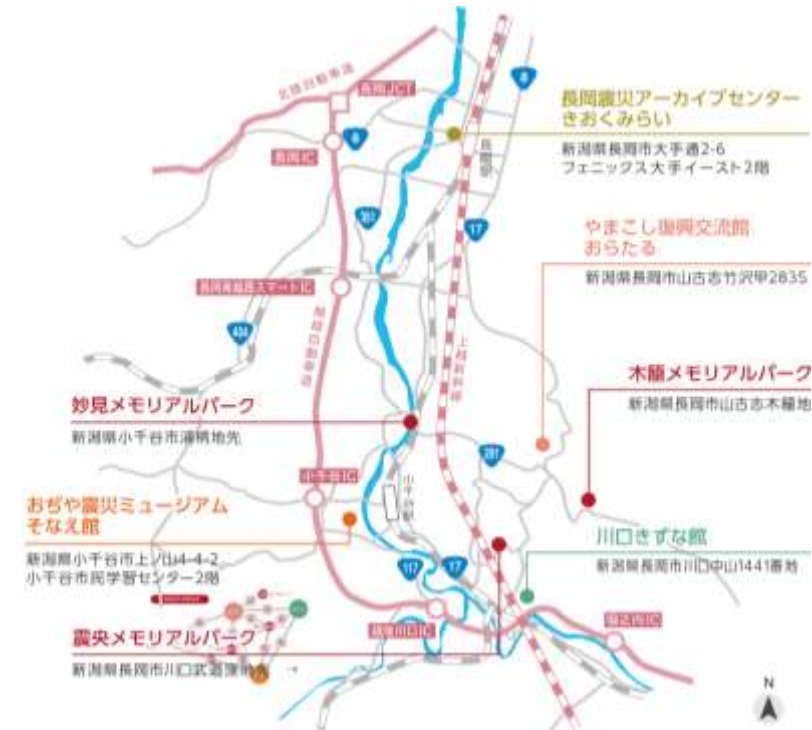 北陸自動車道
長岡JCT
8
長岡震災アーカイブセンター
きおくみらい
新潟県長岡市大手通2-6
フェニックス大手イースト2階
8
長岡IC
長岡駅
17
やまこし復興交流館
おらたる
新潟県長岡市山古志竹沢甲2835
長岡南越路スマートIC
404
関越自動車道
上越新幹線
木籠メモリアルパーク
新潟県長岡市山古志木籠地
妙見メモリアルパーク
新潟県小千谷市浦柄地先
291
小千谷IC
小千谷駅
おぢや震災ミュージアム
そなえ館
新潟県小千谷市上ノ山4-4-2
小千谷市民学習センター2階
川口きずな館
新潟県長岡市川口中山1441番地
117
17
越後川口IC
堀之内IC
震央メモリアルパーク
新潟県長岡市川口武道窪地先
N